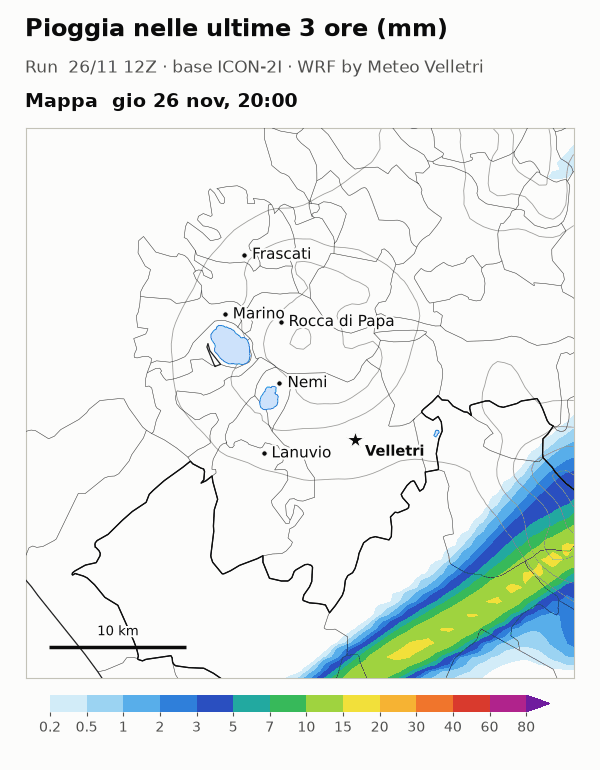 Pioggia nelle ultime 3 ore (mm)
Run  26/11 12Z · base ICON-2I · WRF by Meteo Velletri
Mappa  gio 26 nov, 20:00
Frascati
Marino
Rocca di Papa
Nemi
Velletri
Lanuvio
10 km
0.2 0.5 1 2 3 5 7 10 15 20 30 40 60 80